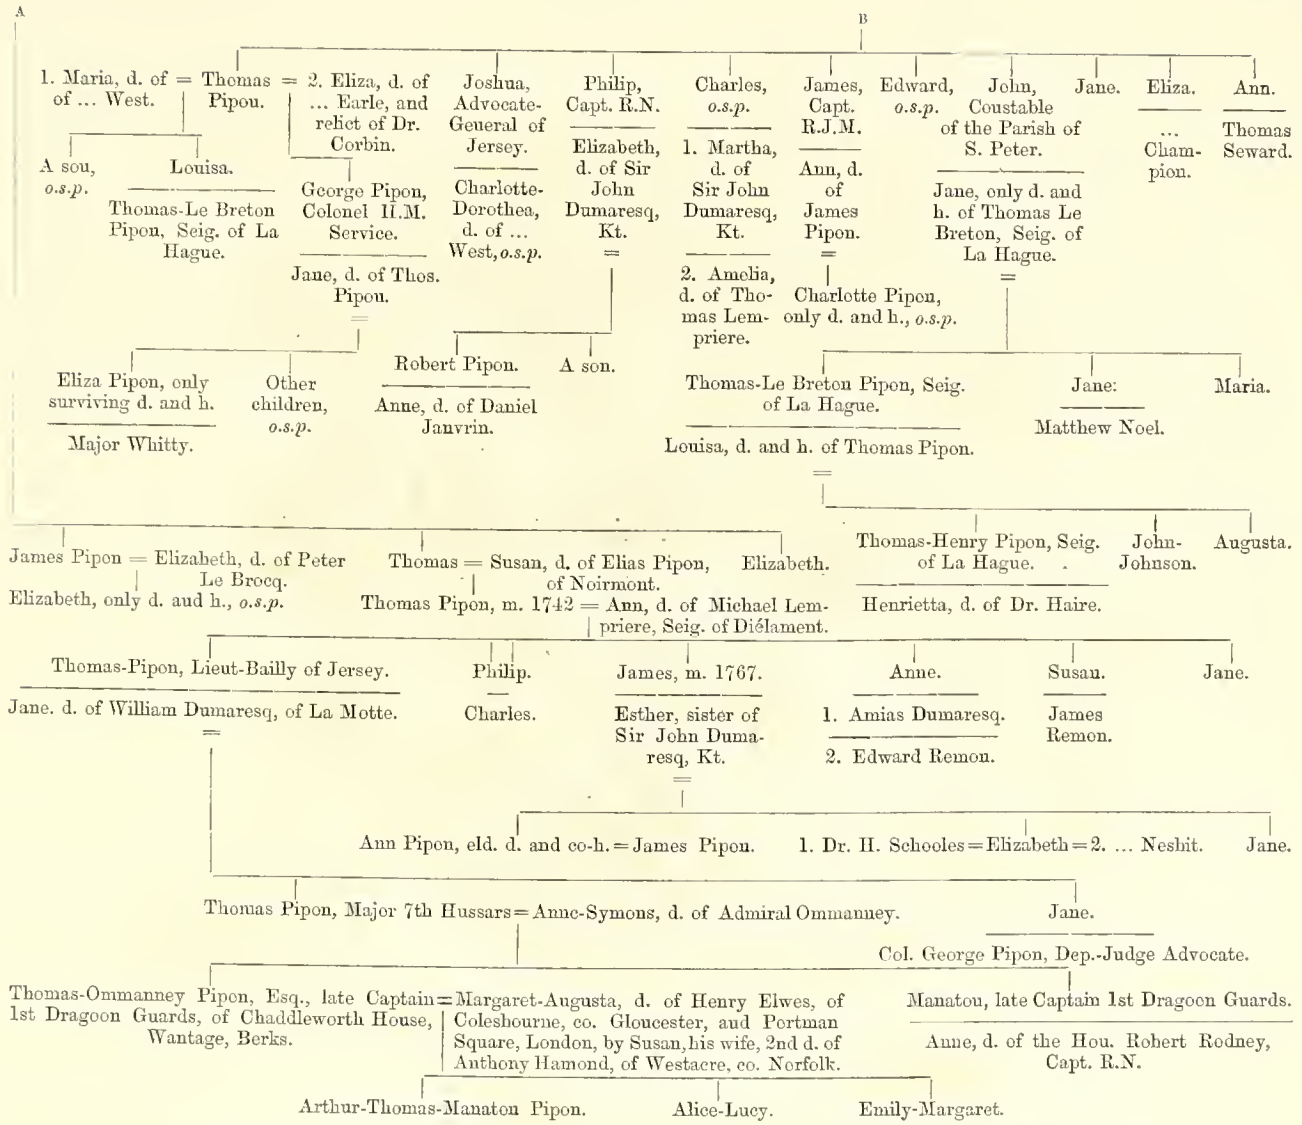 A
B
1. Maria, d. of = Thomas = 2. Eliza, d. of
of ... West. Pipou. ... Earle, and
relict of Dr.
Corbin.
Joshua,
Advocate-
General of
Jersey.
Charlotte-
Dorothea,
d. of ...
West, o.s.p.
Philip,
Capt. R.N.
Elizabeth,
d. of Sir
John
Dumaresq,
Kt.
=
Charles,
o.s.p.
1. Martha,
d. of
Sir John
Dumaresq,
Kt.
2. Amelia,
d. of Tho-
mas Lem-
priere.
James,
Capt.
R.J.M.
Ann, d.
of
James
Pipon.
=
Charlotte Pipon,
only d. and h., o.s.p.
Edward,
o.s.p.
John,
Constable
of the Parish of
S. Peter.
Jane, only d. and
h. of Thomas Le
Breton, Seig. of
La Hague.
=
Jane.
Eliza.
...
Cham-
pion.
Ann.
Thomas
Seward.
A son,
o.s.p.
Louisa.
Thomas-Le Breton
Pipon, Seig. of La
Hague.
George Pipon,
Colonel H.M.
Service.
Jane, d. of Thos.
Pipou.
=
Eliza Pipon, only
surviving d. and h.
Major Whitty.
Other
children,
o.s.p.
Robert Pipon.
Anne, d. of Daniel
Janvrin.
A son.
Thomas-Le Breton Pipon, Seig.
of La Hague.
Louisa, d. and h. of Thomas Pipon.
=
Jane:
Matthew Noel.
Maria.
James Pipon = Elizabeth, d. of Peter
Le Brocq.
Elizabeth, only d. and h., o.s.p.
Thomas = Susan, d. of Elias Pipon,
of Noirmont.
Elizabeth.
Thomas Pipon, m. 1742 = Ann, d. of Michael Lem-
priere, Seig. of Diélament.
Thomas-Henry Pipon, Seig.
of La Hague.
Henrietta, d. of Dr. Haire.
John-
Johnson.
Augusta.
Thomas-Pipon, Lieut-Bailly of Jersey.
Jane. d. of William Dumaresq, of La Motte.
=
Philip.
Charles.
James, m. 1767.
Esther, sister of
Sir John Duma-
resq, Kt.
=
Anne.
1. Amias Dumaresq.
2. Edward Remon.
Susan.
James
Remon.
Jane.
Ann Pipon, eld. d. and co-h. = James Pipon.
1. Dr. H. Schooles = Elizabeth = 2. ... Nesbit.
Jane.
Thomas Pipon, Major 7th Hussars = Anne-Symons, d. of Admiral Ommanney.
Jane.
Col. George Pipon, Dep.-Judge Advocate.
Thomas-Ommanney Pipon, Esq., late Captain = Margaret-Augusta, d. of Henry Elwes, of
1st Dragoon Guards, of Chaddleworth House, Colesbourne, co. Gloucester, and Portman
Wantage, Berks. Square, London, by Susan, his wife, 2nd d. of
Anthony Hamond, of Westacre, co. Norfolk.
Manatou, late Captain 1st Dragoon Guards.
Anne, d. of the Hou. Robert Rodney,
Capt. R.N.
Arthur-Thomas-Manaton Pipon.
Alice-Lucy.
Emily-Margaret.